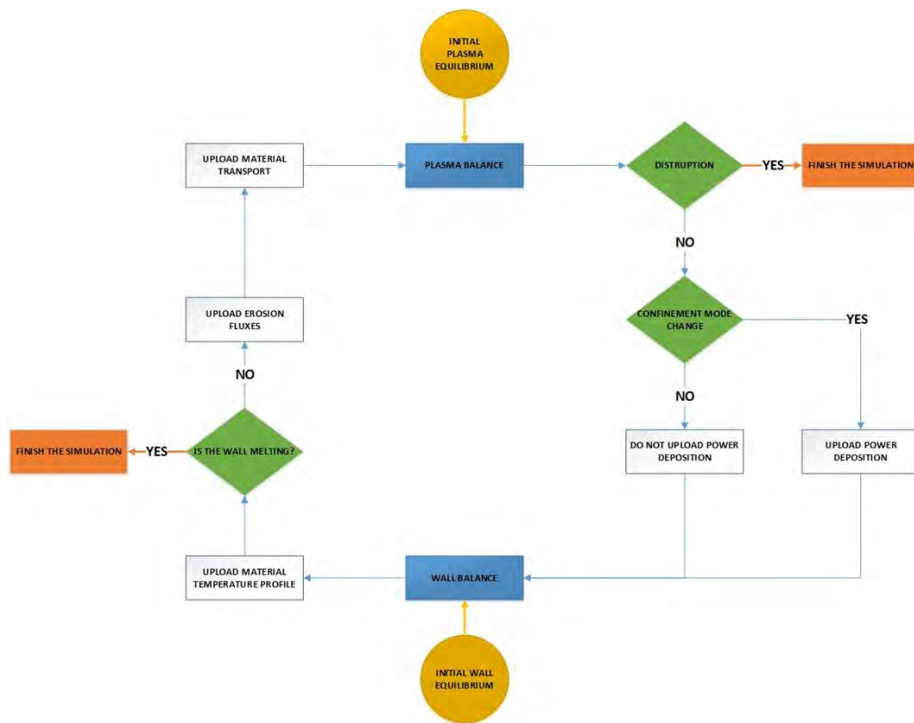 INITIAL
PLASMA
EQUILIBRIUM
UPLOAD MATERIAL
TRANSPORT
PLASMA BALANCE
DISTRUPTION
YES
FINISH THE SIMULATION
NO
UPLOAD EROSION
FLUXES
CONFINEMENT MODE
CHANGE
YES
NO
NO
FINISH THE SIMULATION
YES
IS THE WALL MELTING?
DO NOT UPLOAD POWER
DEPOSITION
UPLOAD POWER
DEPOSITION
UPLOAD MATERIAL
TEMPERATURE PROFILE
WALL BALANCE
INITIAL WALL
EQUILIBRIUM